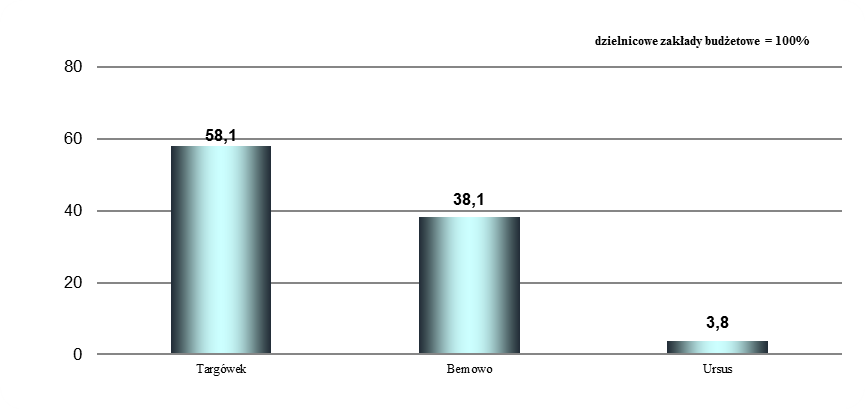 dzielnicowe zakłady budżetowe = 100%
80
60
40
20
0
58,1
38,1
3,8
Targówek
Bemowo
Ursus